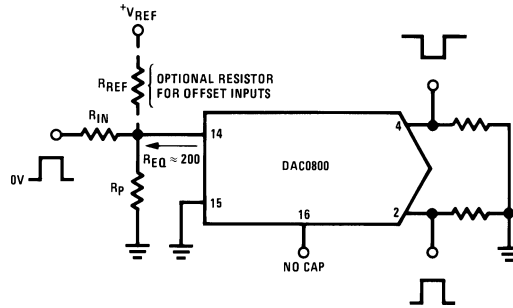 +VREF
RREF
OPTIONAL RESISTOR
FOR OFFSET INPUTS
RIN
14
4
REQ ≈ 200
DAC0800
0V
RP
15
16
2
NO CAP